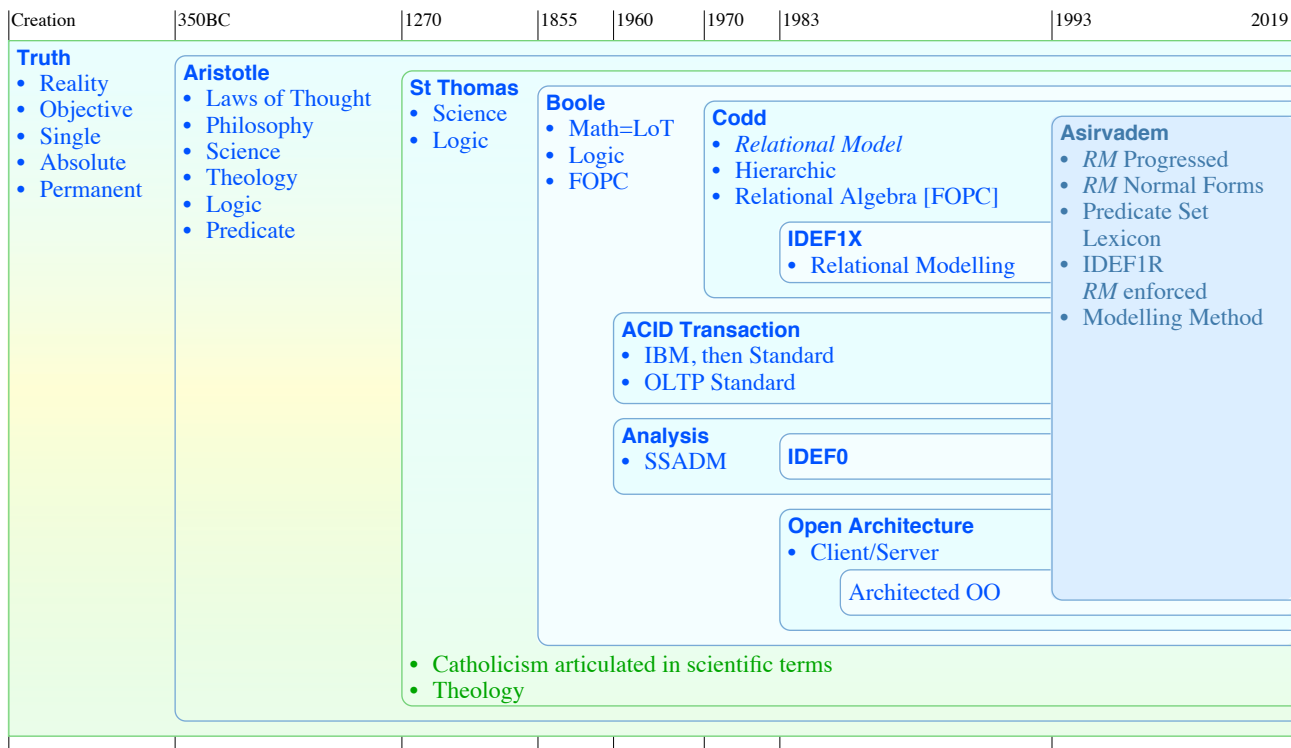 Creation
350BC
1270
1855
1960
1970
1983
1993
2019
Truth
• Reality
• Objective
• Single
• Absolute
• Permanent
Aristotle
• Laws of Thought
• Philosophy
• Science
• Theology
• Logic
• Predicate
St Thomas
• Science
• Logic
Boole
• Math=LoT
• Logic
• FOPC
Codd
• Relational Model
• Hierarchic
• Relational Algebra [FOPC]
IDEF1X
• Relational Modelling
ACID Transaction
• IBM, then Standard
• OLTP Standard
Analysis
• SSADM
IDEF0
Open Architecture
• Client/Server
Architected OO
Asirvadem
• RM Progressed
• RM Normal Forms
• Predicate Set
Lexicon
• IDEF1R
RM enforced
• Modelling Method
• Catholicism articulated in scientific terms
• Theology